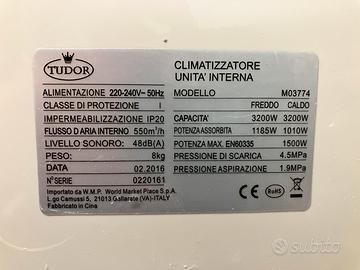 TUDOR
CLIMATIZZATORE
UNITA' INTERNA
ALIMENTAZIONE 220-240V~ 50Hz
CLASSE DI PROTEZIONE I
IMPERMEABILIZZAZIONE IP20
FLUSSO D ARIA INTERNO 550m³/h
LIVELLO SONORO: 48dB(A)
PESO: 8kg
DATA 02.2016
N°SERIE 0220161
MODELLO M03774
FREDDO CALDO
CAPACITA' 3200W 3200W
POTENZA ASSORBITA 1185W 1010W
POTENZA MAX. EN60335 1500W
PRESSIONE DI SCARICA 4.5MPa
PRESSIONE ASPIRAZIONE 1.9MPa
Importato da W.M.P. World Market Place S.p.A.
L.go Camussi 5, 21013 Gallarate (VA)-ITALY
Fabbricato in Cina
CE
RoHS
subito